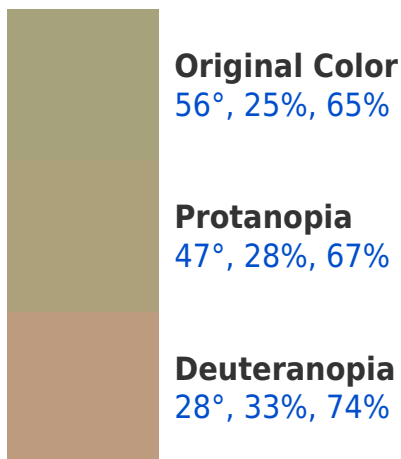 Original Color
56°, 25%, 65%
Protanopia
47°, 28%, 67%
Deuteranopia
28°, 33%, 74%